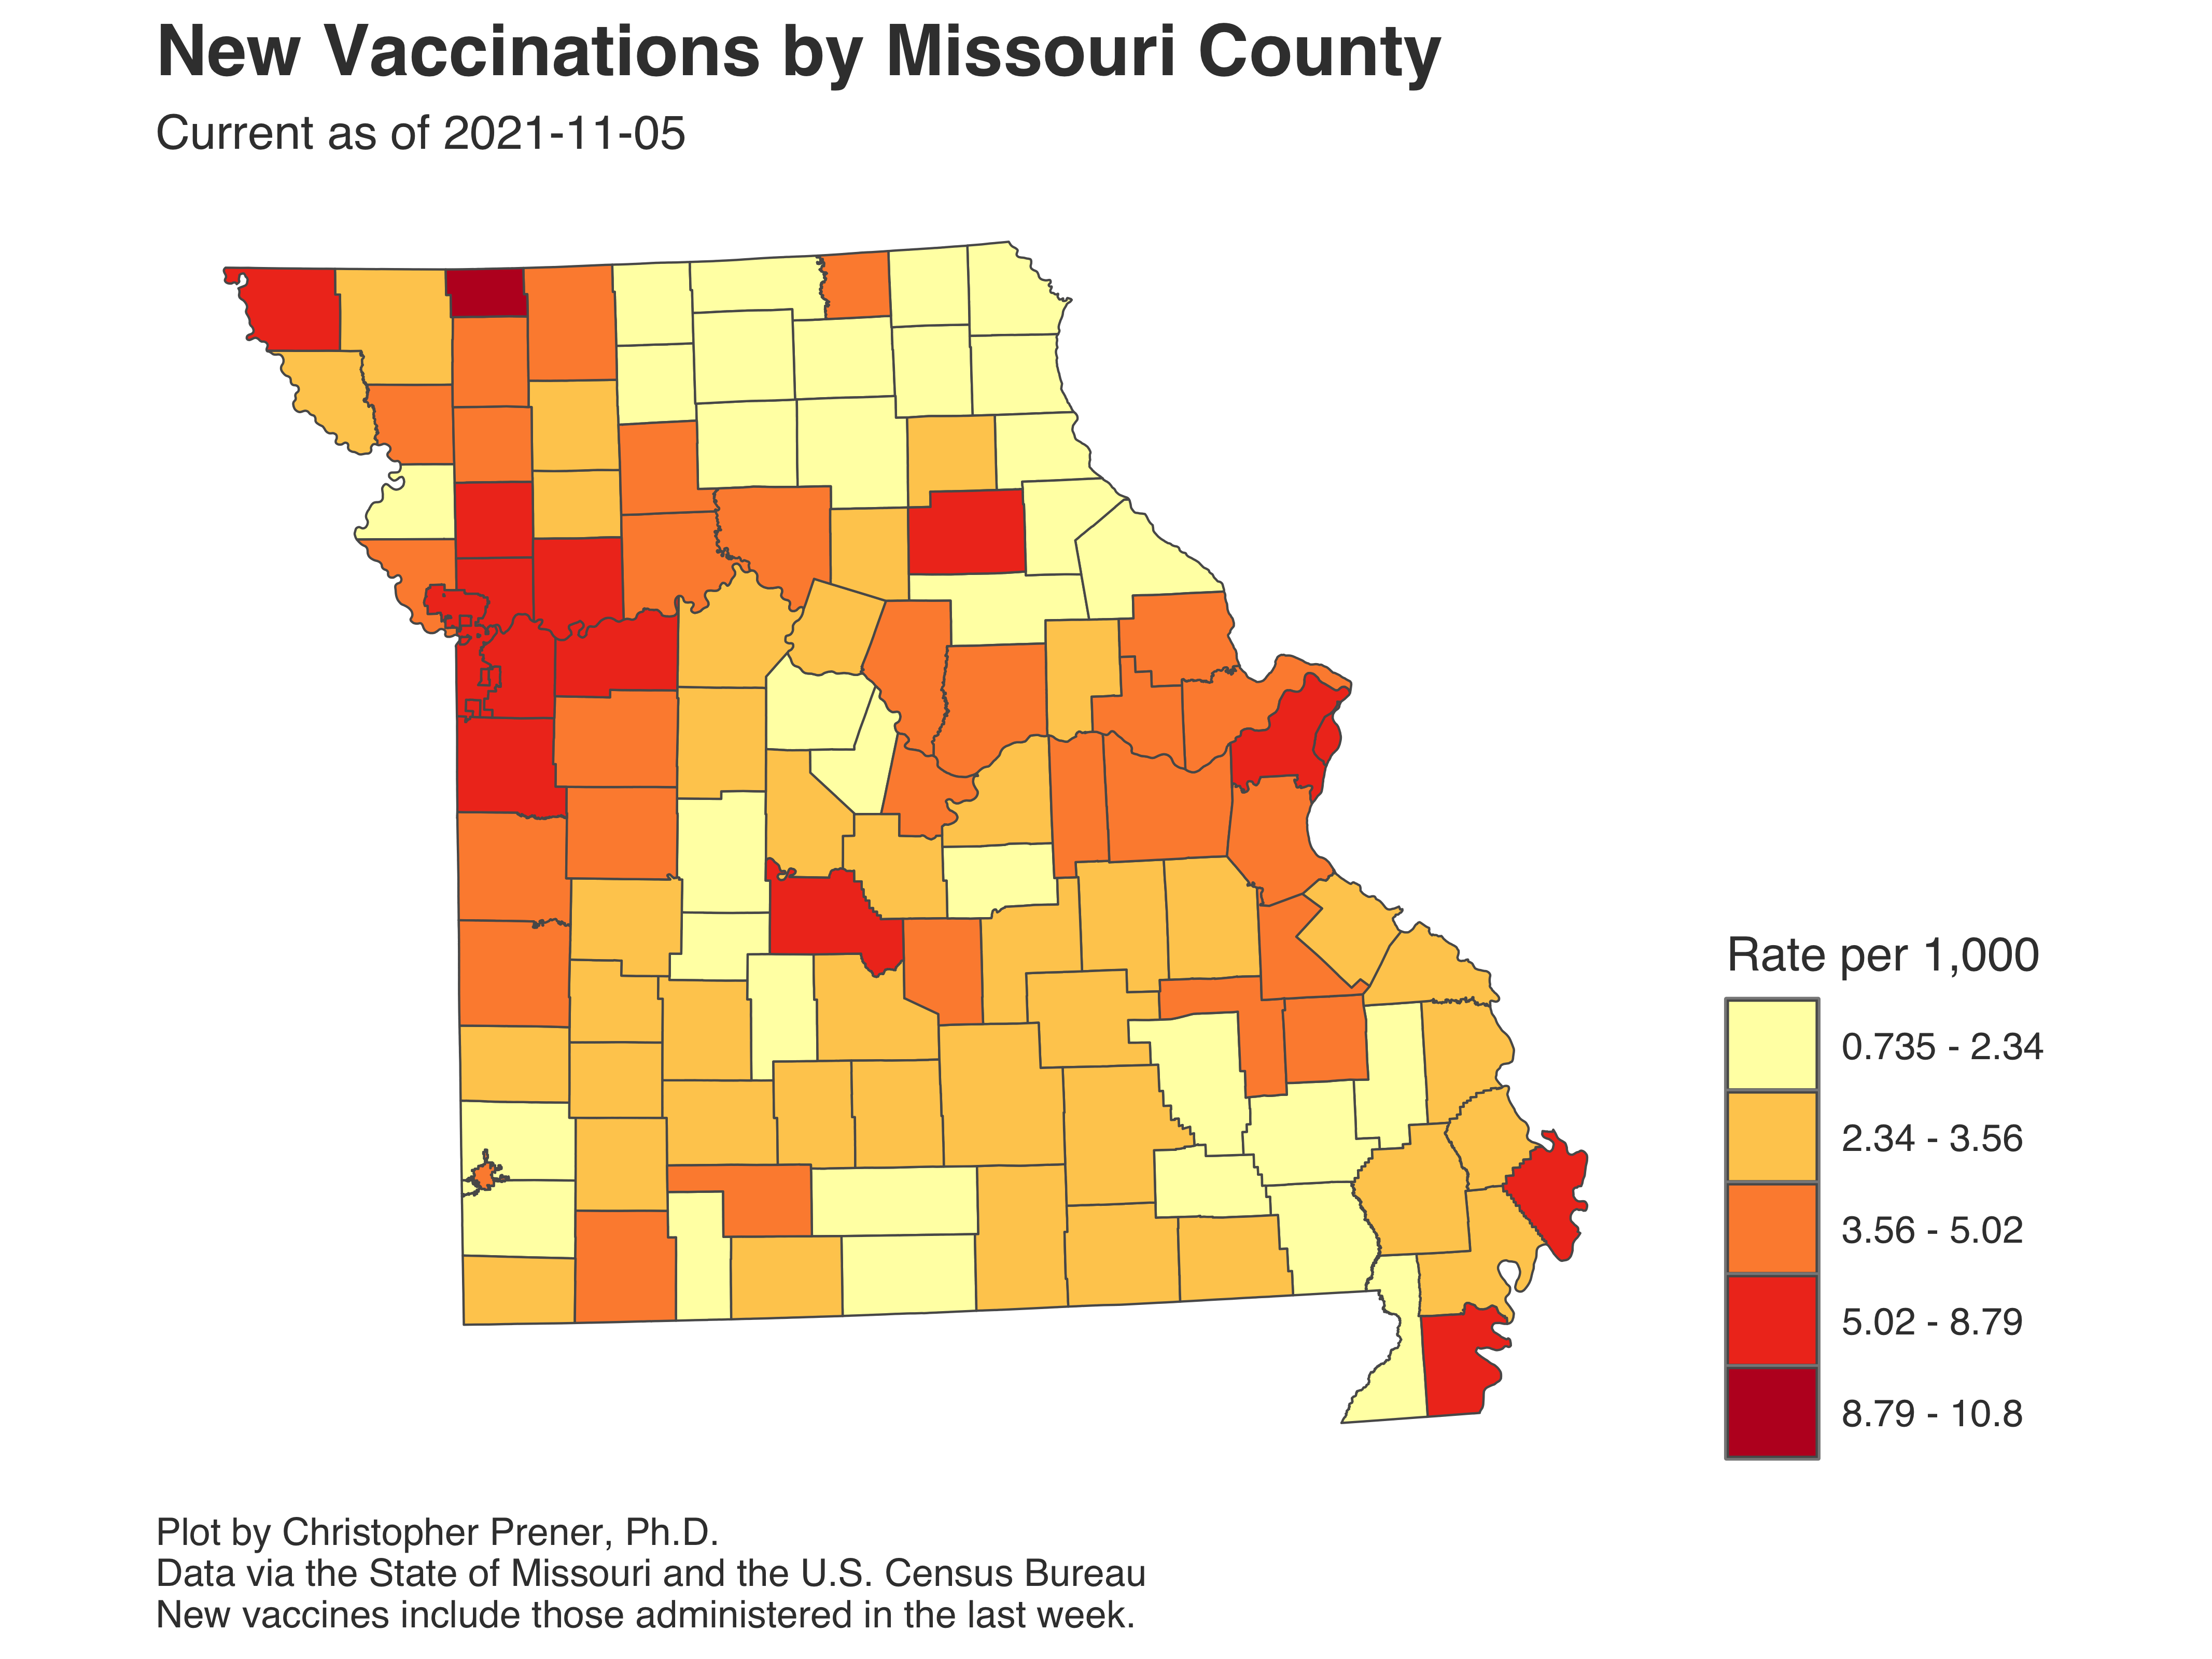 New Vaccinations by Missouri County
Current as of 2021-11-05
Rate per 1,000
0.735 - 2.34
2.34 - 3.56
3.56 - 5.02
5.02 - 8.79
8.79 - 10.8
Plot by Christopher Prener, Ph.D.
Data via the State of Missouri and the U.S. Census Bureau
New vaccines include those administered in the last week.